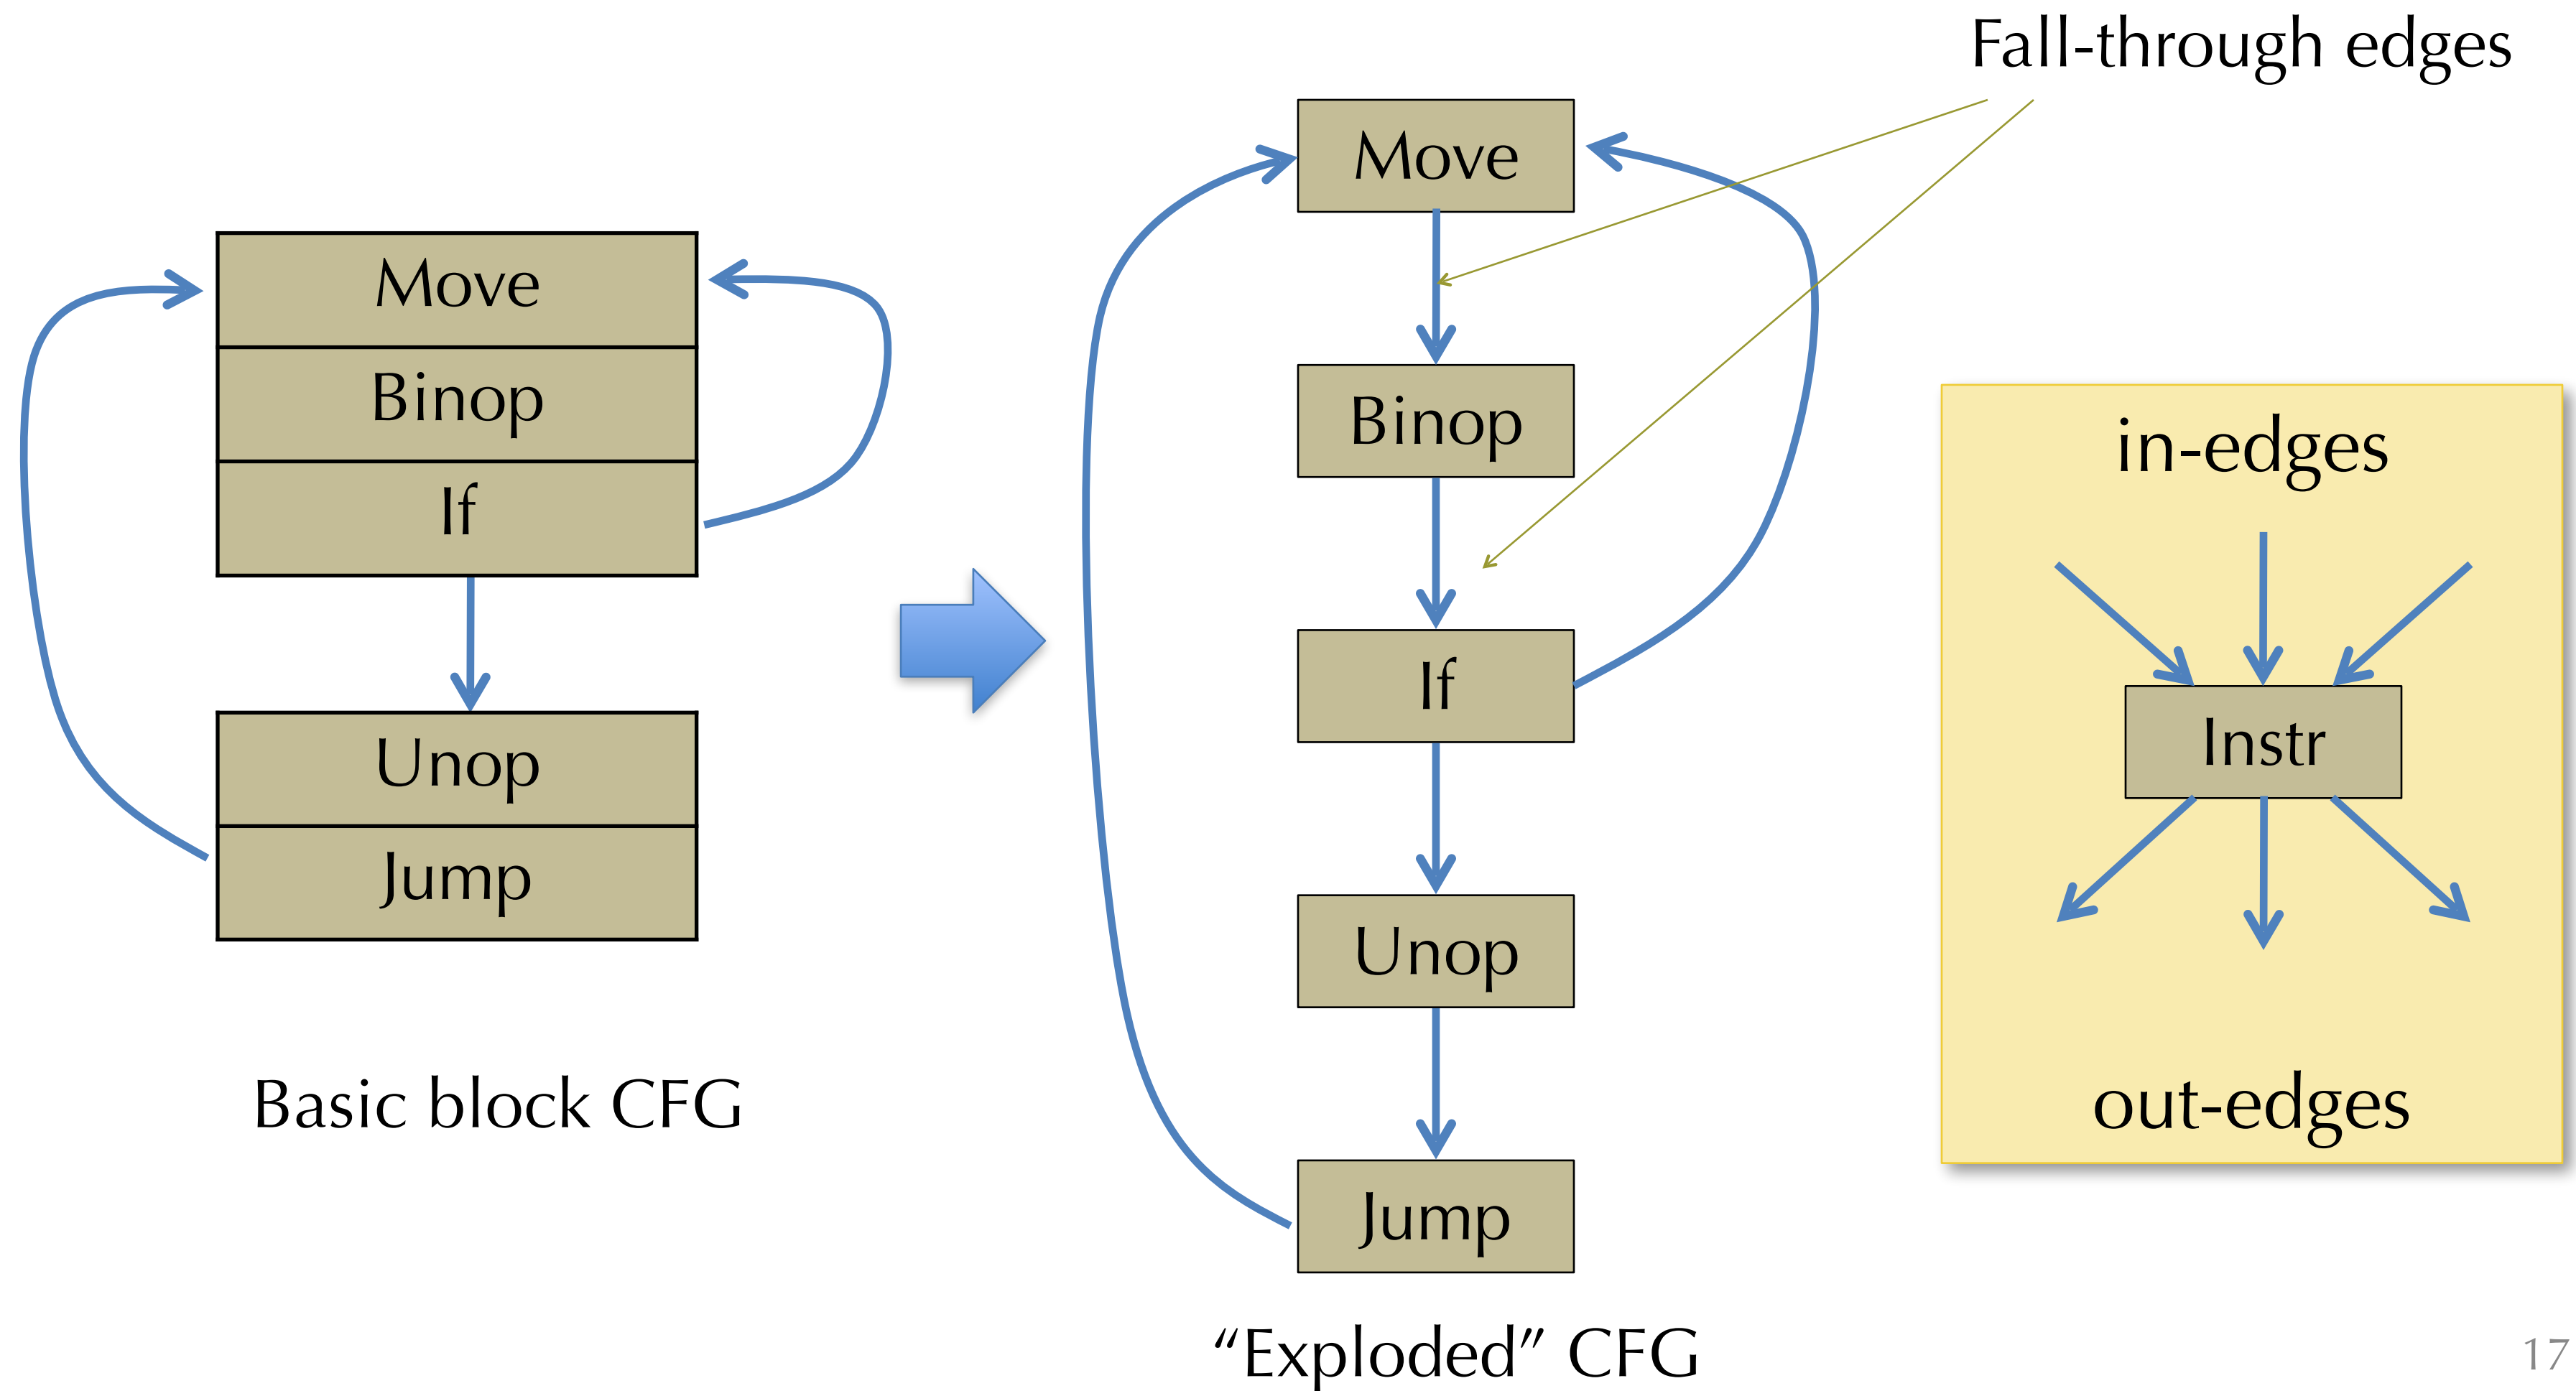 Fall-through edges
Move
Binop
If
Unop
Jump
Basic block CFG
Move
Binop
If
Unop
Jump
“Exploded” CFG
in-edges
Instr
out-edges
17